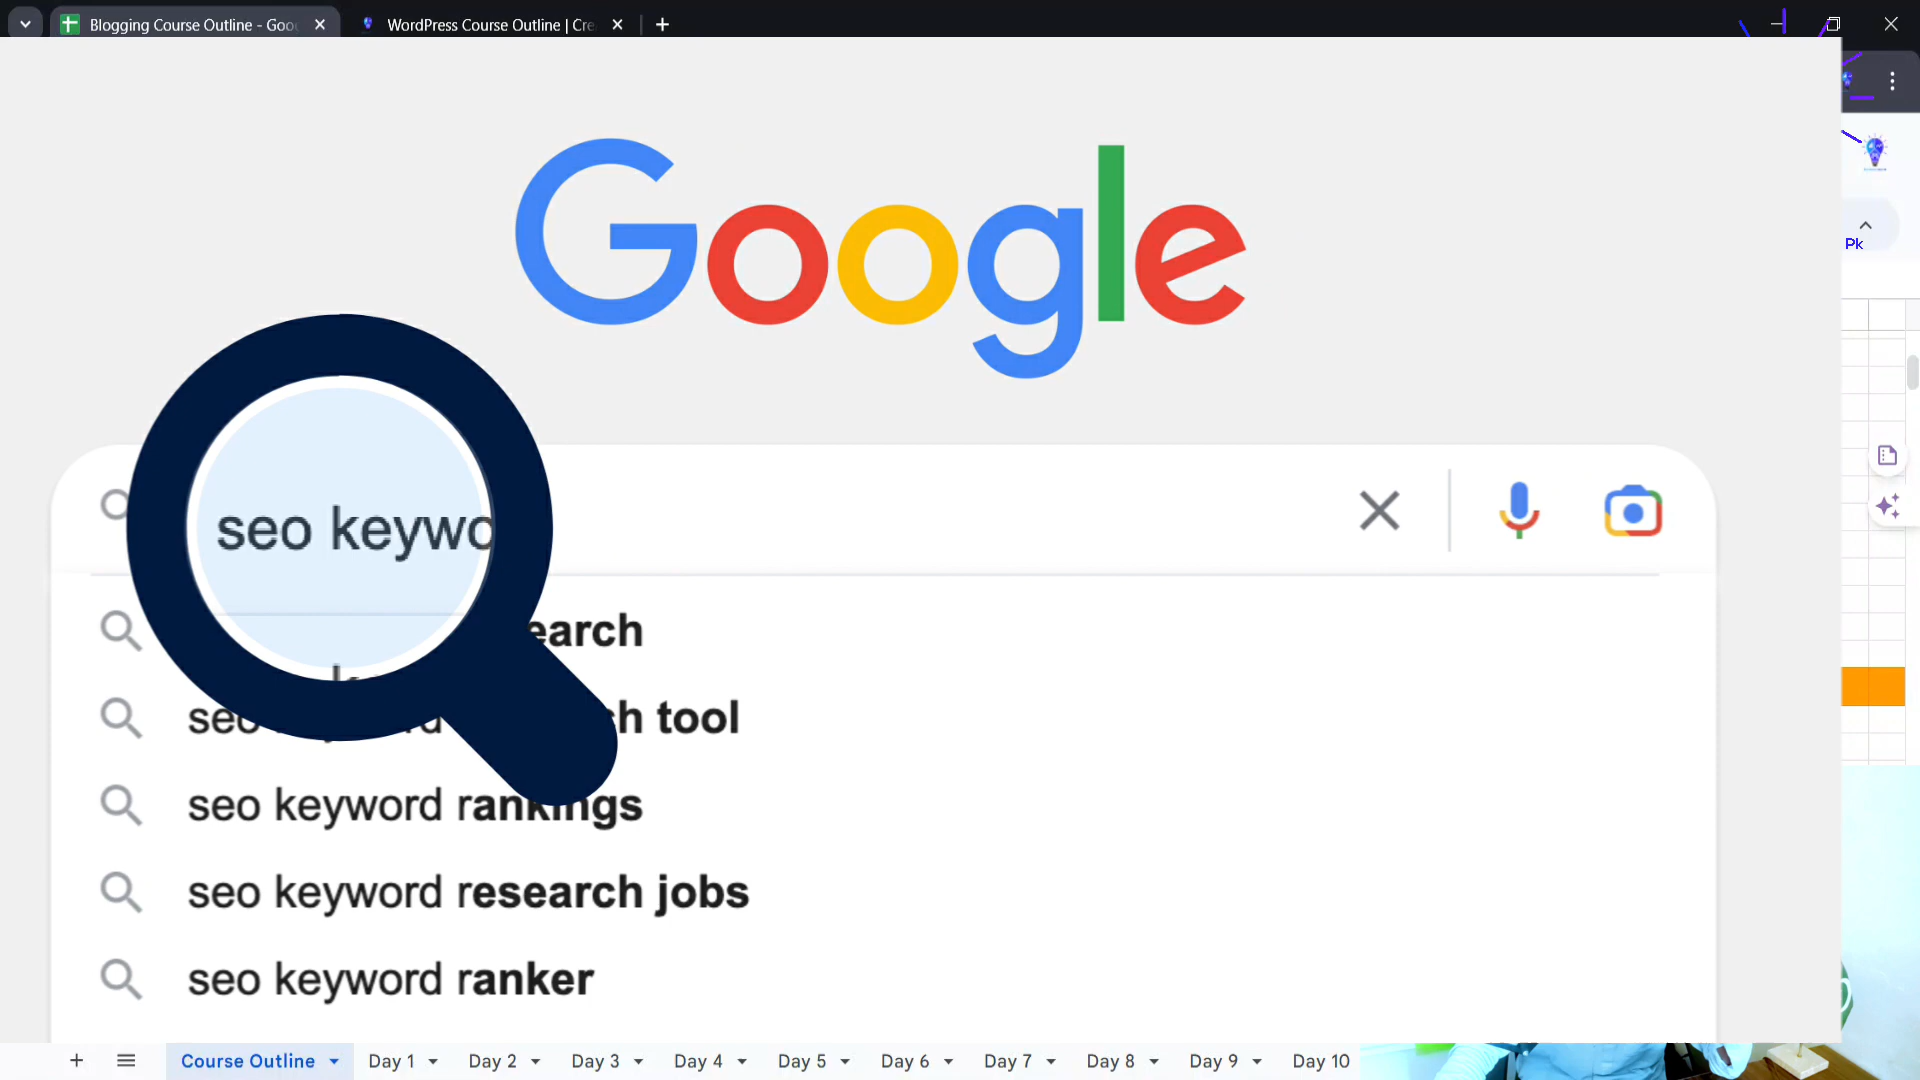 Blogging Course Outline - Goo
WordPress Course Outline | Cre
Google
Pk
seo keywo
earch
seo h tool
seo keyword rankings
seo keyword research jobs
seo keyword ranker
Course Outline Day 1 Day 2 Day 3 Day 4 Day 5 Day 6 Day 7 Day 8 Day 9 Day 10